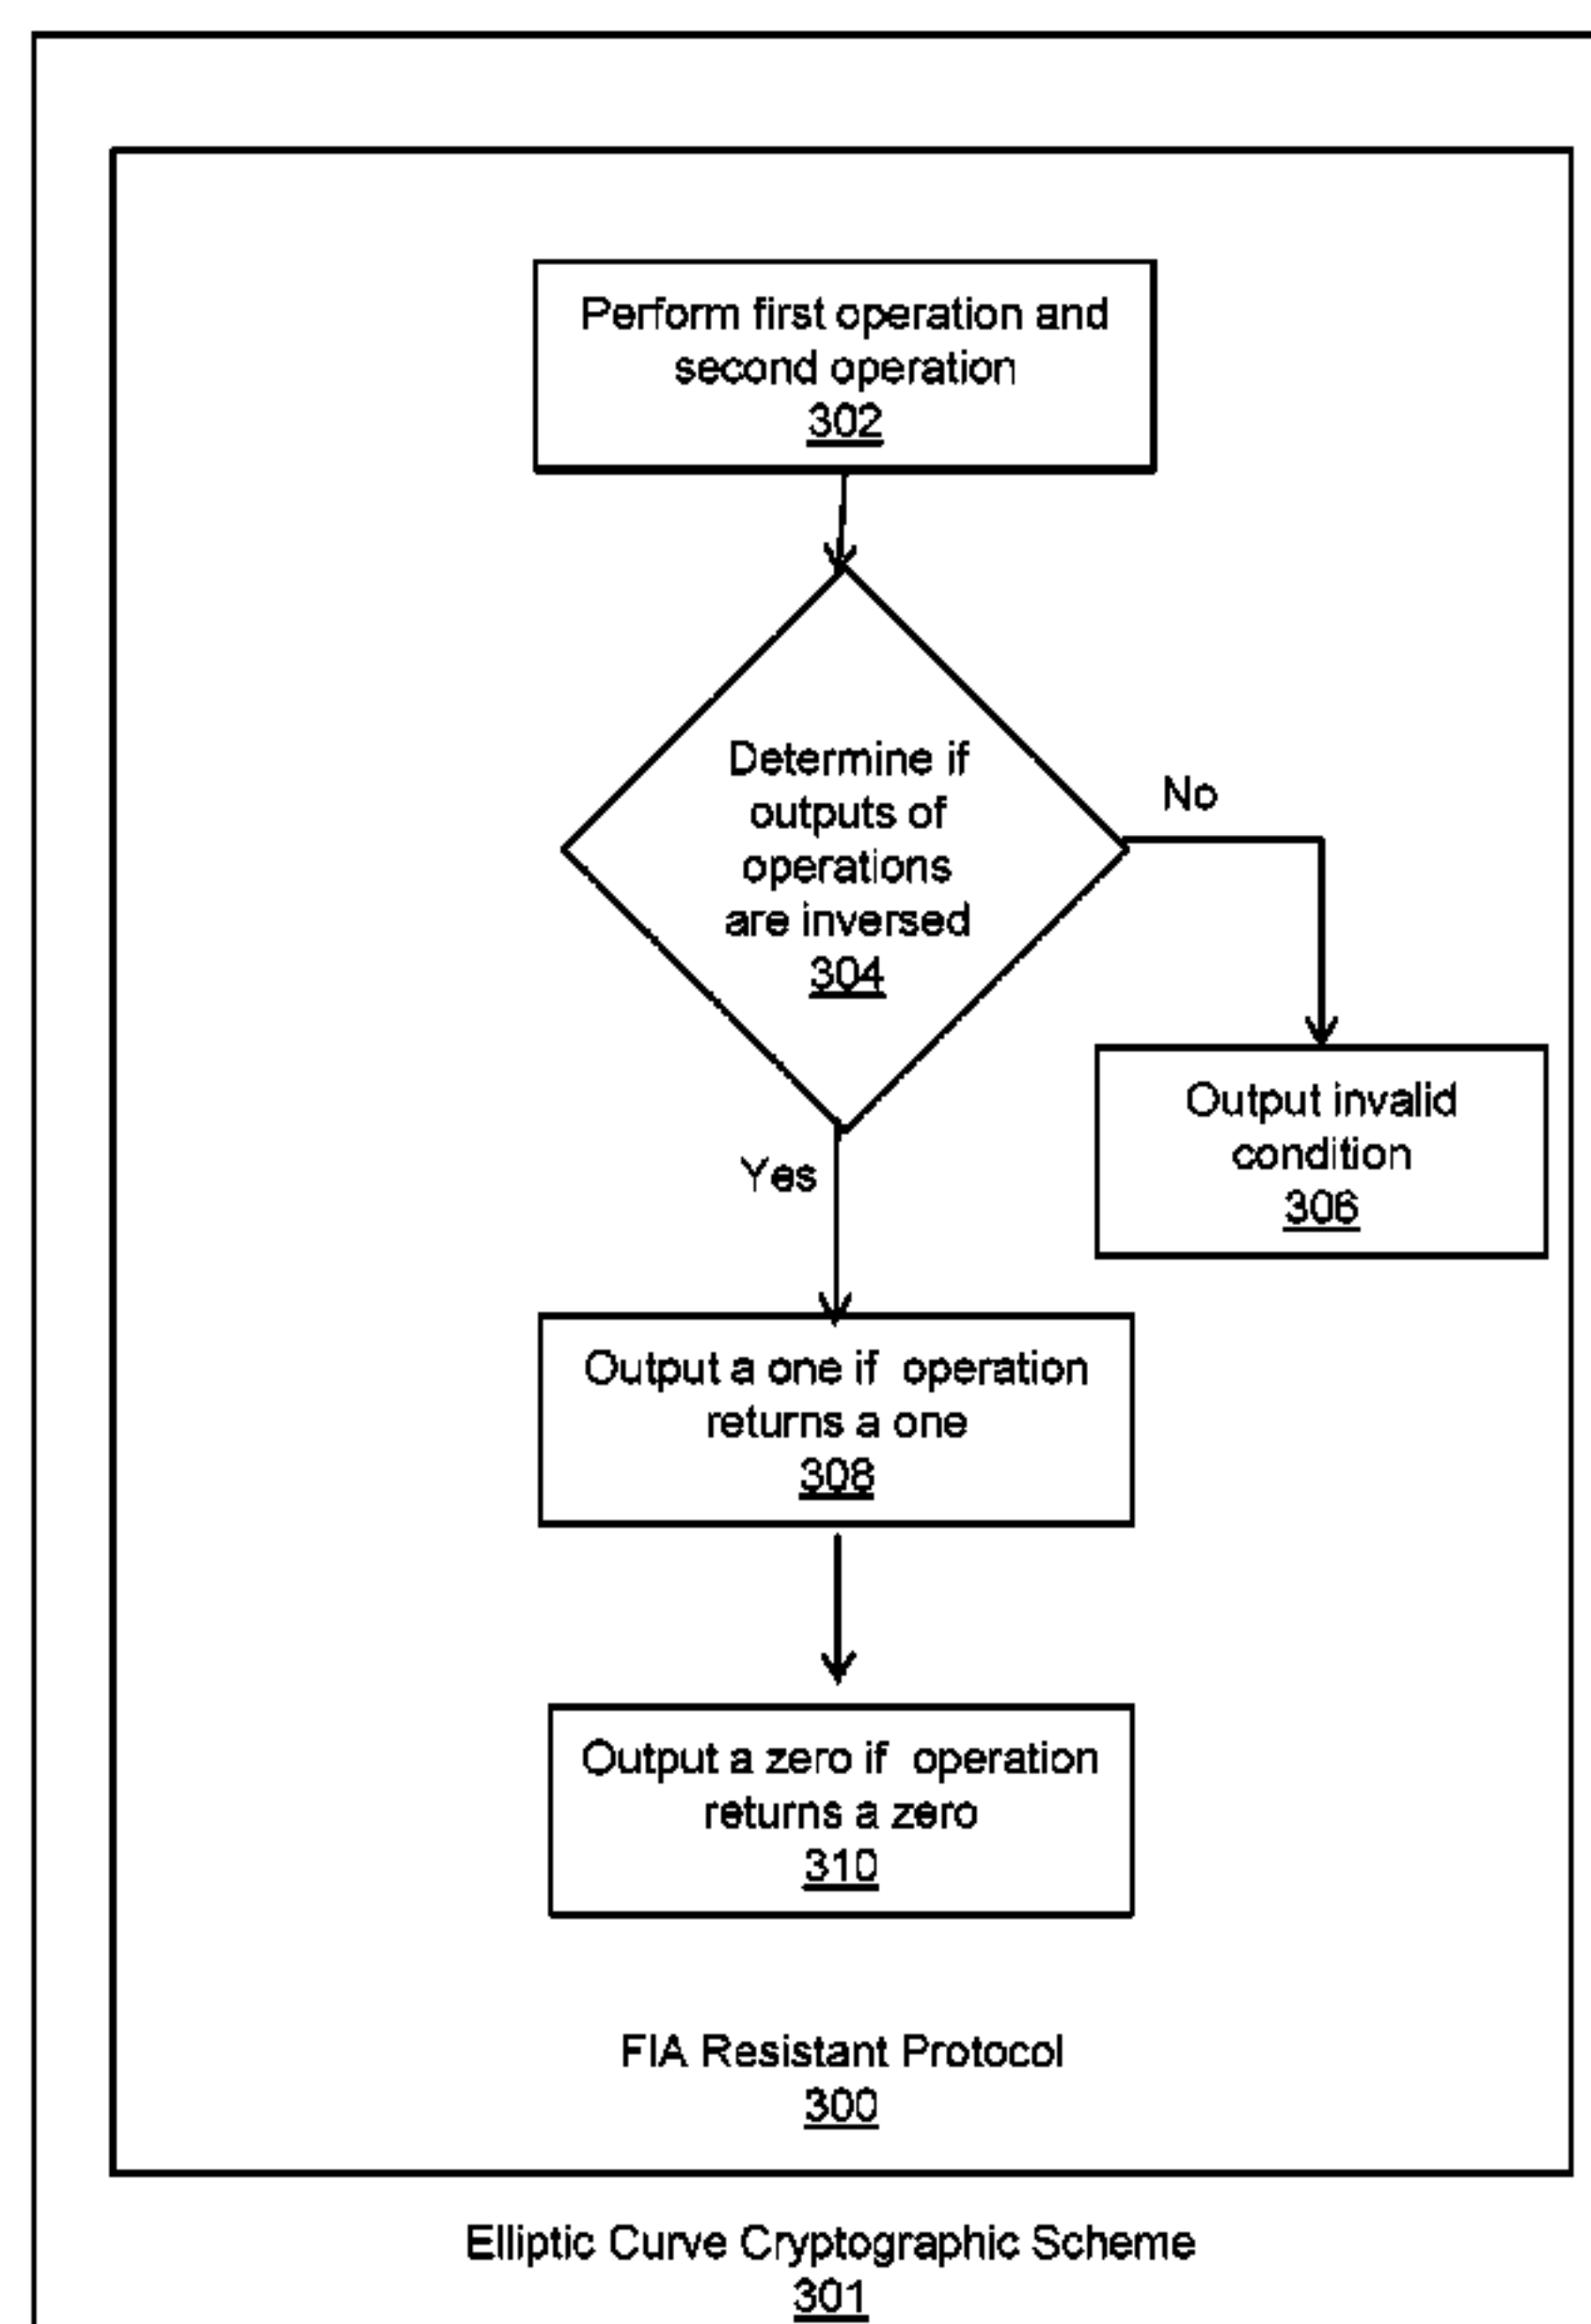 Perform first operation and
second operation
302
Determine if
outputs of
operations
are inversed
304
No
Output invalid
condition
306
Yes
Output a one if operation
returns a one
308
Output a zero if operation
returns a zero
310
FIA Resistant Protocol
300
Elliptic Curve Cryptographic Scheme
301